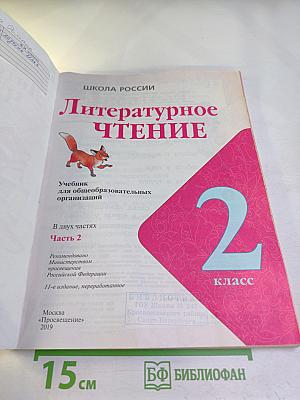 ШКОЛА РОССИИ
Литературное
ЧТЕНИЕ
Учебник
для общеобразовательных
организаций
В двух частях
Часть 2
Рекомендовано
Министерством
просвещения
Российской Федерации
11-е издание, переработанное
2
класс
БИБЛИОТЕКА
Москва
«Просвещение»
2019
15 см
БФ БИБЛИОФАН